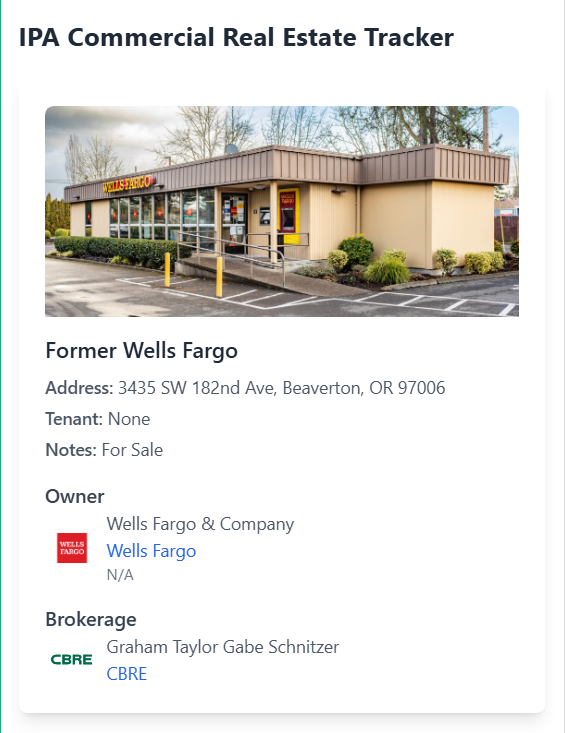 IPA Commercial Real Estate Tracker
WELLS FARGO
Former Wells Fargo
Address: 3435 SW 182nd Ave, Beaverton, OR 97006
Tenant: None
Notes: For Sale
Owner
WELLS
FARGO
Wells Fargo & Company
Wells Fargo
N/A
Brokerage
CBRE
Graham Taylor Gabe Schnitzer
CBRE